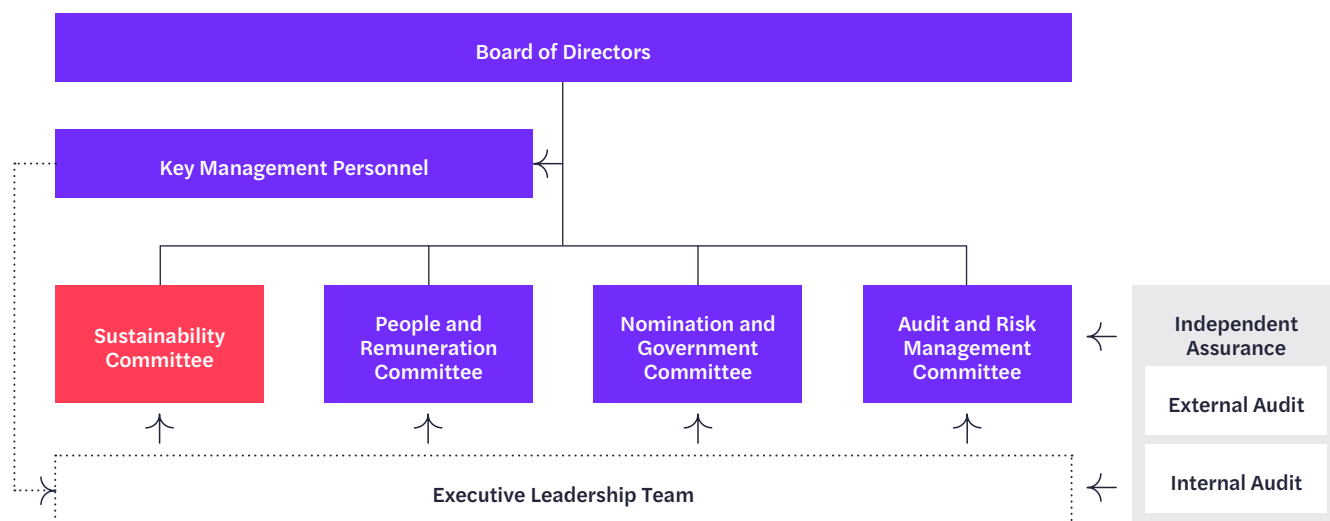 Board of Directors
Key Management Personnel
Sustainability
Committee
People and
Remuneration
Committee
Nomination and
Government
Committee
Audit and Risk
Management
Committee
Independent
Assurance
External Audit
Internal Audit
Executive Leadership Team